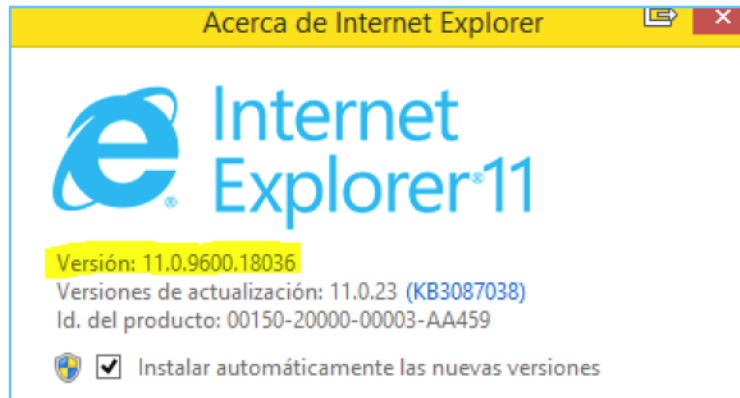 Acerca de Internet Explorer
Internet
Explorer®11
Versión: 11.0.9600.18036
Versiones de actualización: 11.0.23 (KB3087038)
Id. del producto: 00150-20000-00003-AA459
Instalar automáticamente las nuevas versiones